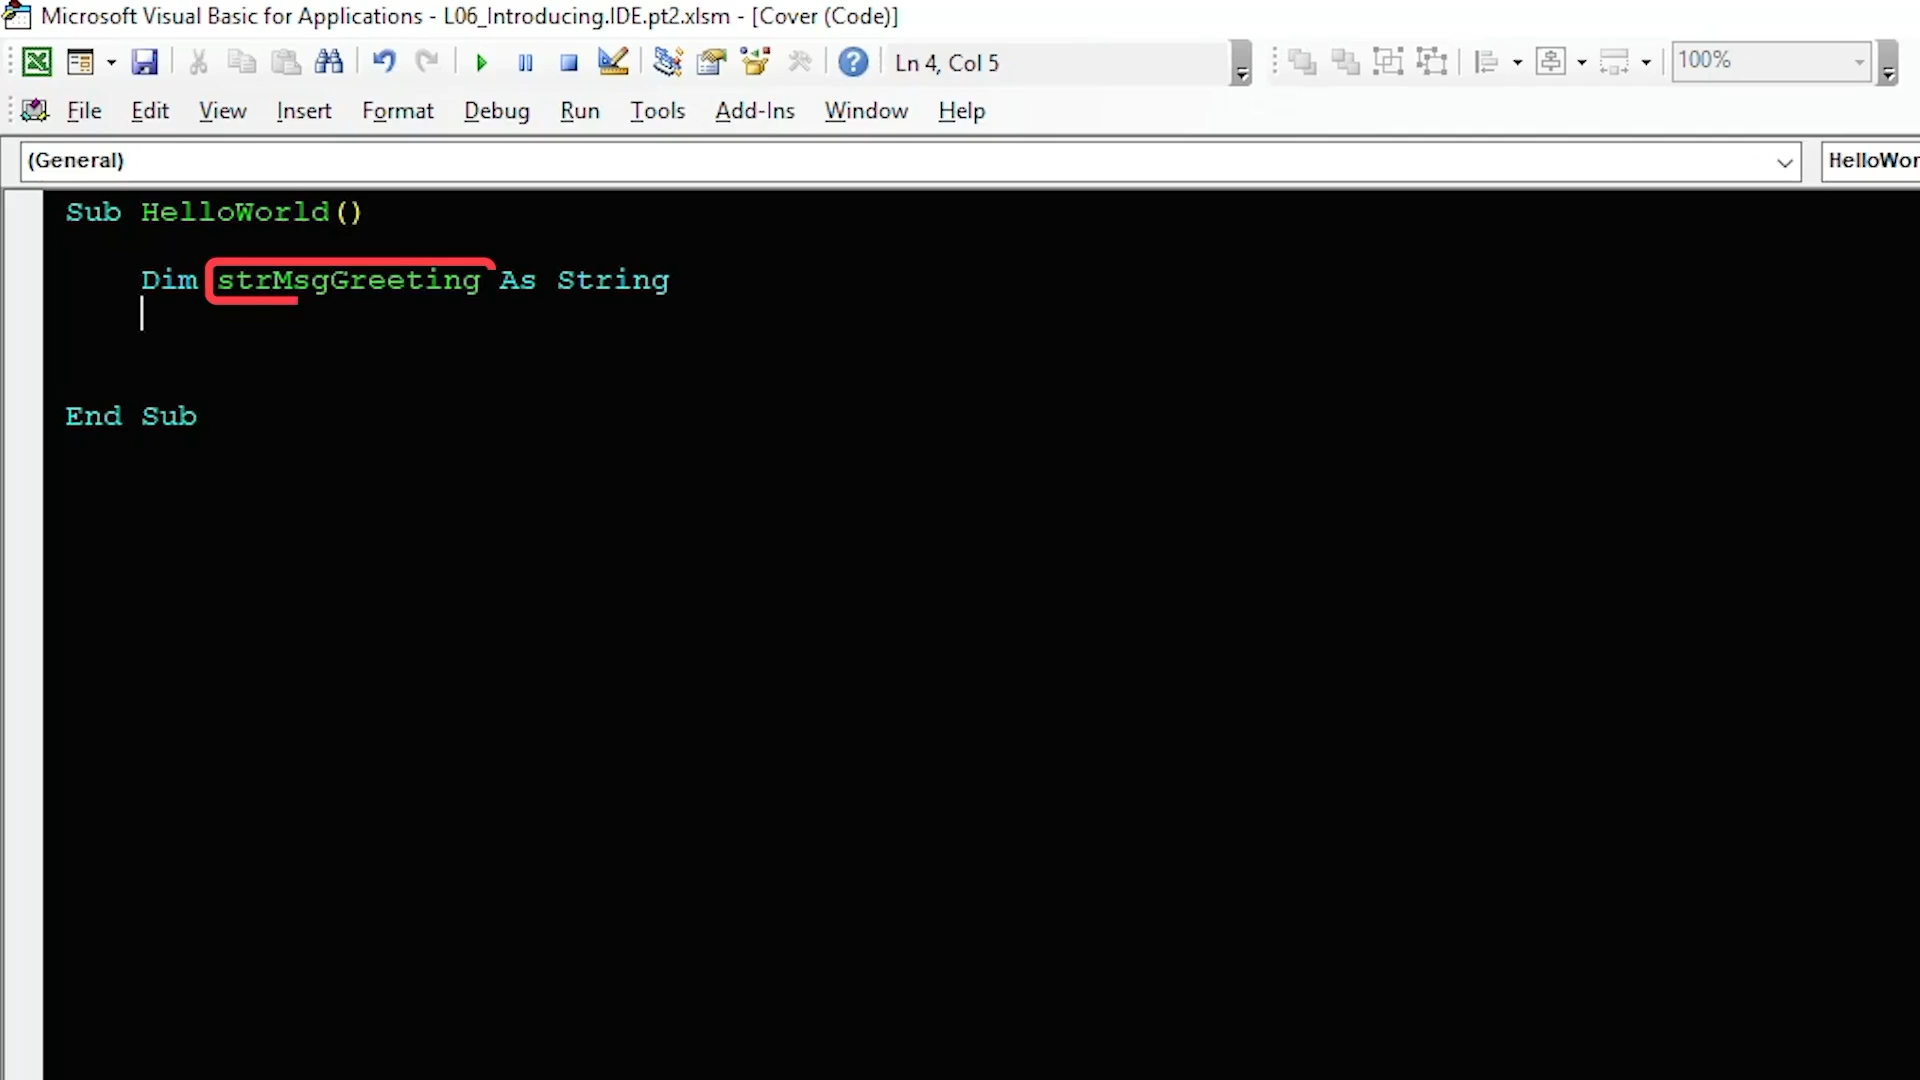 Microsoft Visual Basic for Applications - L06_Introducing.IDE.pt2.xlsm - [Cover (Code)]
Ln 4, Col 5
100%
File Edit View Insert Format Debug Run Tools Add-Ins Window Help
(General)
HelloWor
Sub HelloWorld()
Dim strMsgGreeting As String
End Sub